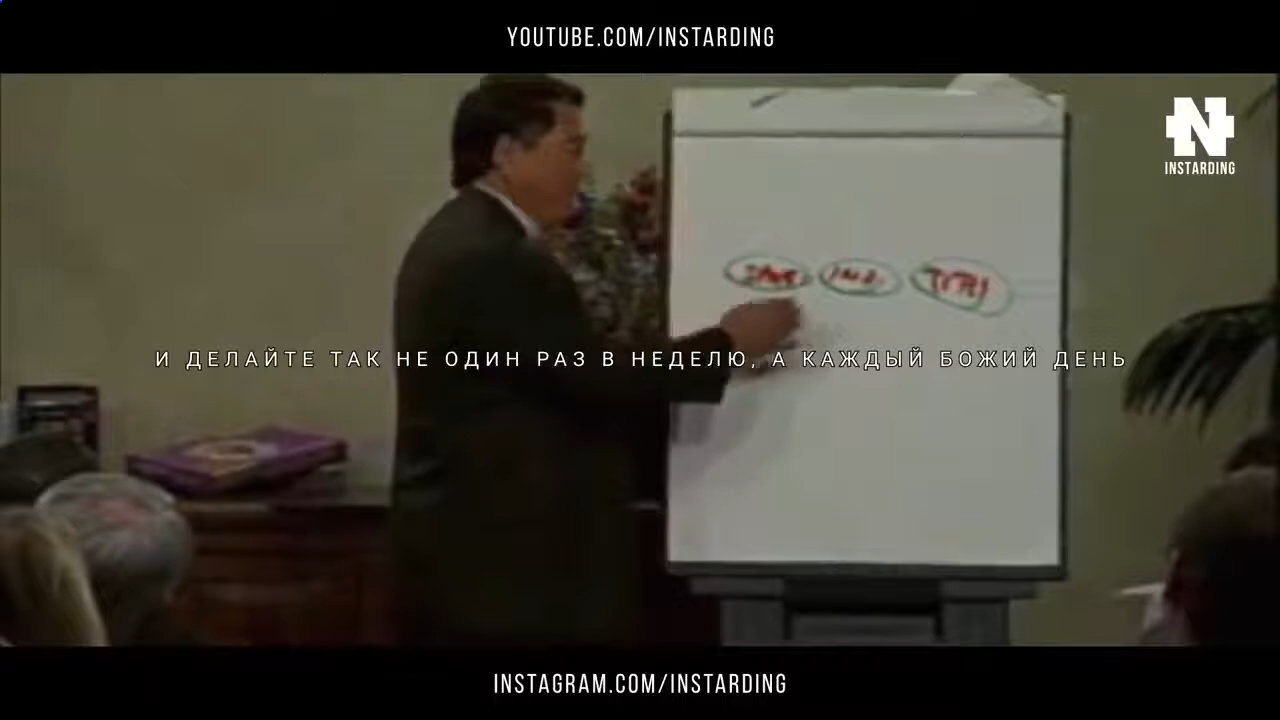 YOUTUBE.COM/INSTARDING
N
INSTARDING
И ДЕЛАЙТЕ ТАК НЕ ОДИН РАЗ В НЕДЕЛЮ, А КАЖДЫЙ БОЖИЙ ДЕНЬ
INSTAGRAM.COM/INSTARDING